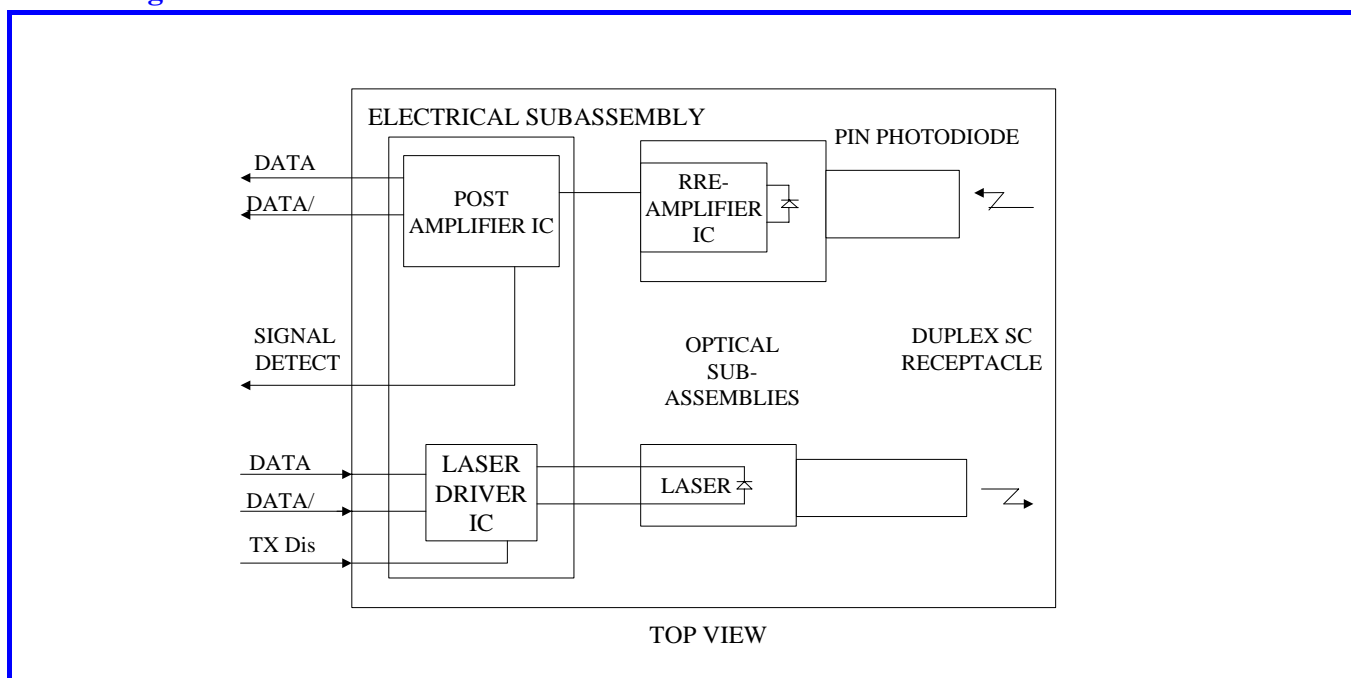 ELECTRICAL SUBASSEMBLY
PIN PHOTODIODE
DATA
DATA/
POST
AMPLIFIER IC
RRE-
AMPLIFIER
IC
SIGNAL
DETECT
OPTICAL
SUB-
ASSEMBLIES
DUPLEX SC
RECEPTACLE
DATA
DATA/
TX Dis
LASER
DRIVER
IC
LASER
TOP VIEW